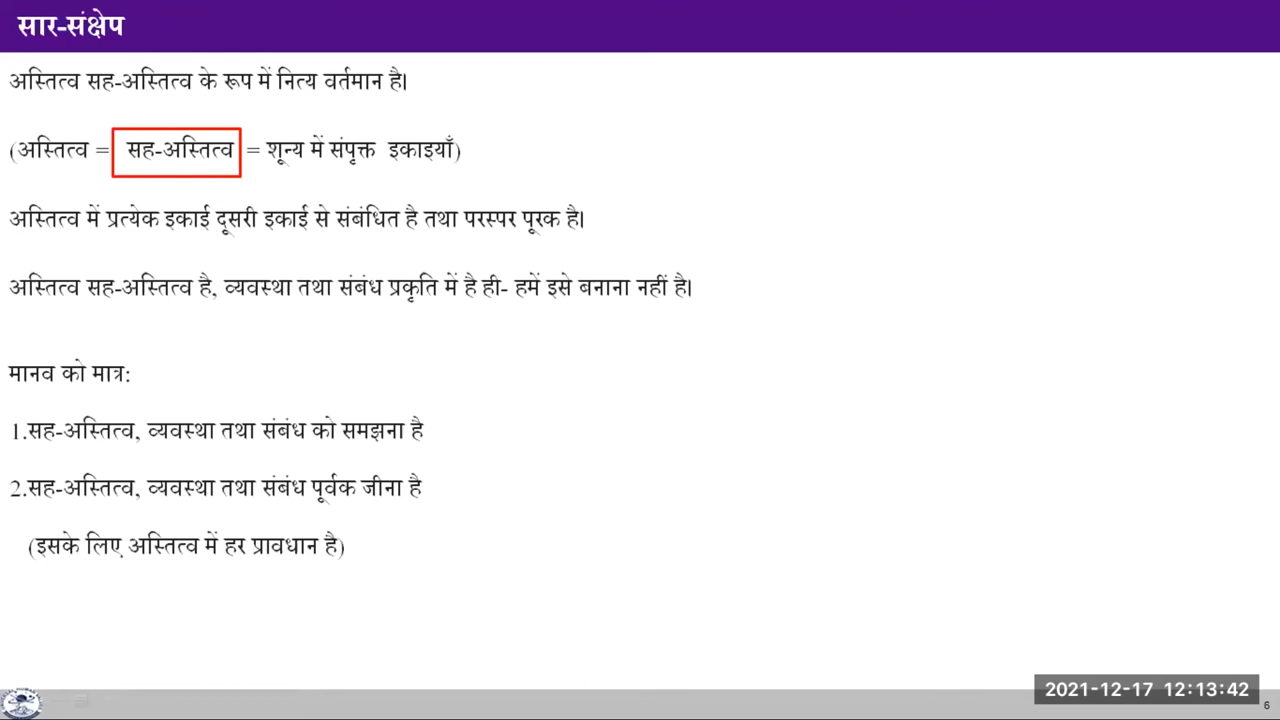 सार-संक्षेप
अस्तित्व सह-अस्तित्व के रूप में नित्य वर्तमान है।
(अस्तित्व = सह-अस्तित्व = शून्य में संपृक्त इकाइयाँ)
अस्तित्व में प्रत्येक इकाई दूसरी इकाई से संबंधित है तथा परस्पर पूरक है।
अस्तित्व सह-अस्तित्व है, व्यवस्था तथा संबंध प्रकृति में है ही- हमें इसे बनाना नहीं है।
मानव को मात्र:
1.सह-अस्तित्व, व्यवस्था तथा संबंध को समझना है
2.सह-अस्तित्व, व्यवस्था तथा संबंध पूर्वक जीना है
(इसके लिए अस्तित्व में हर प्रावधान है)
2021-12-17 12:13:42
6